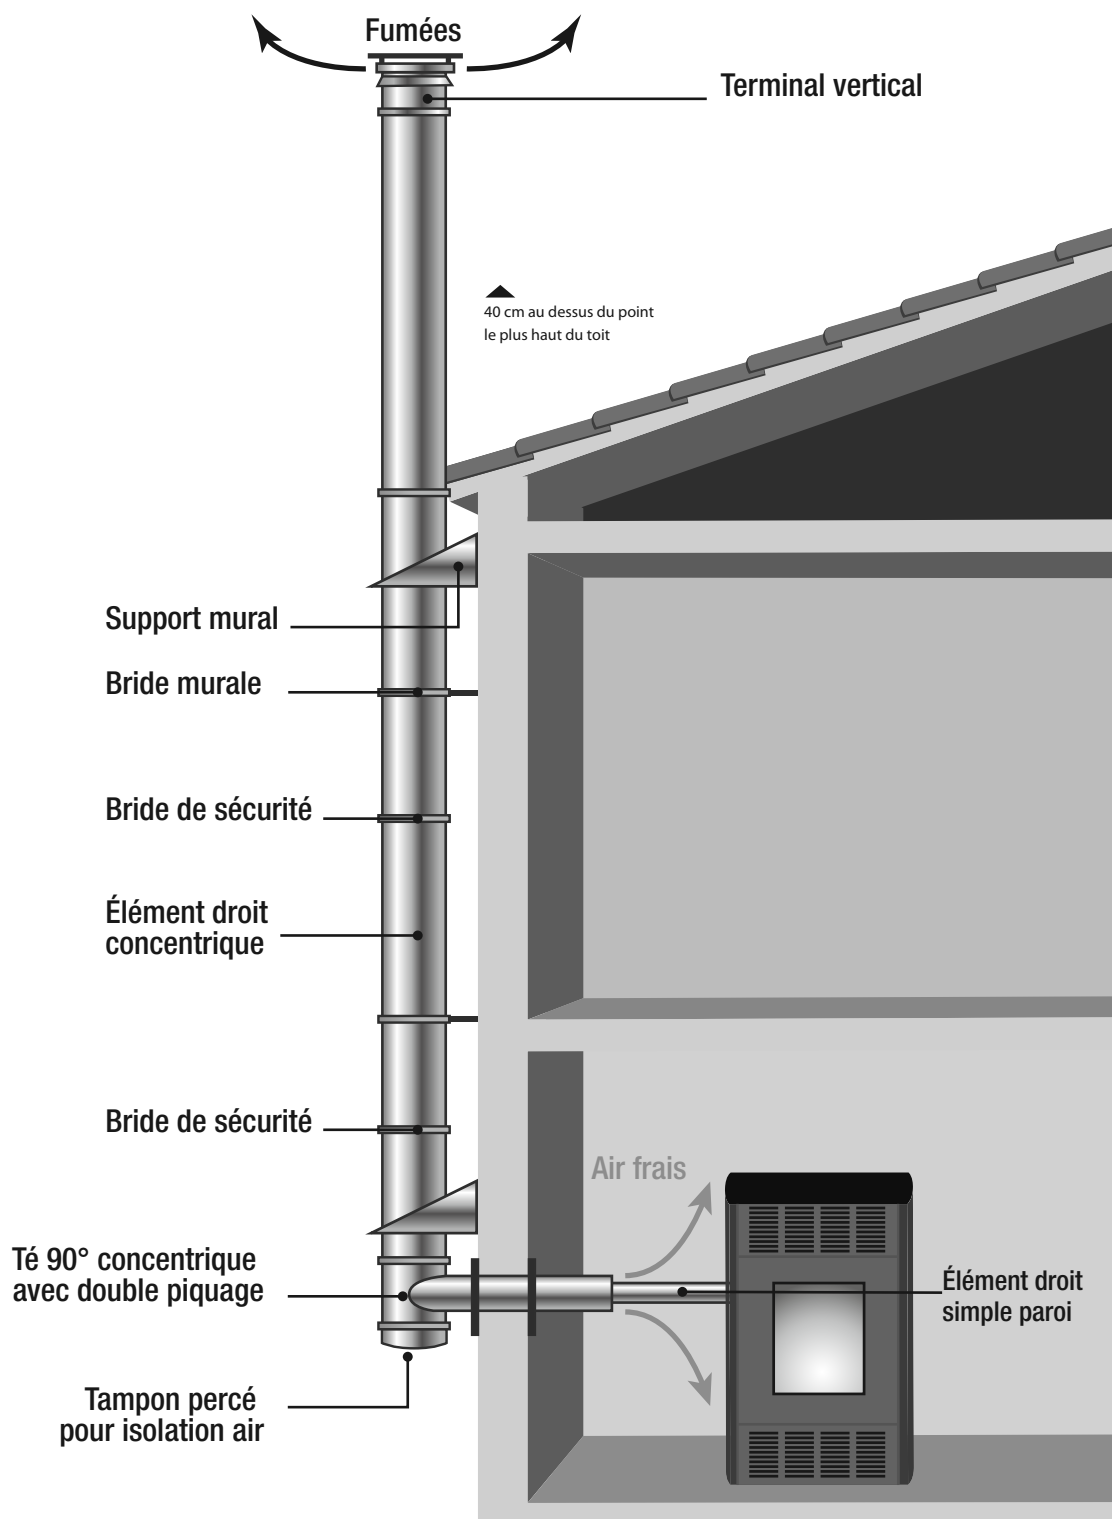 Fumées
Terminal vertical
40 cm au dessus du point
le plus haut du toit
Support mural
Bride murale
Bride de sécurité
Élément droit
concentrique
Bride de sécurité
Air frais
Té 90° concentrique
avec double piquage
Élément droit
simple paroi
Tampon percé
pour isolation air